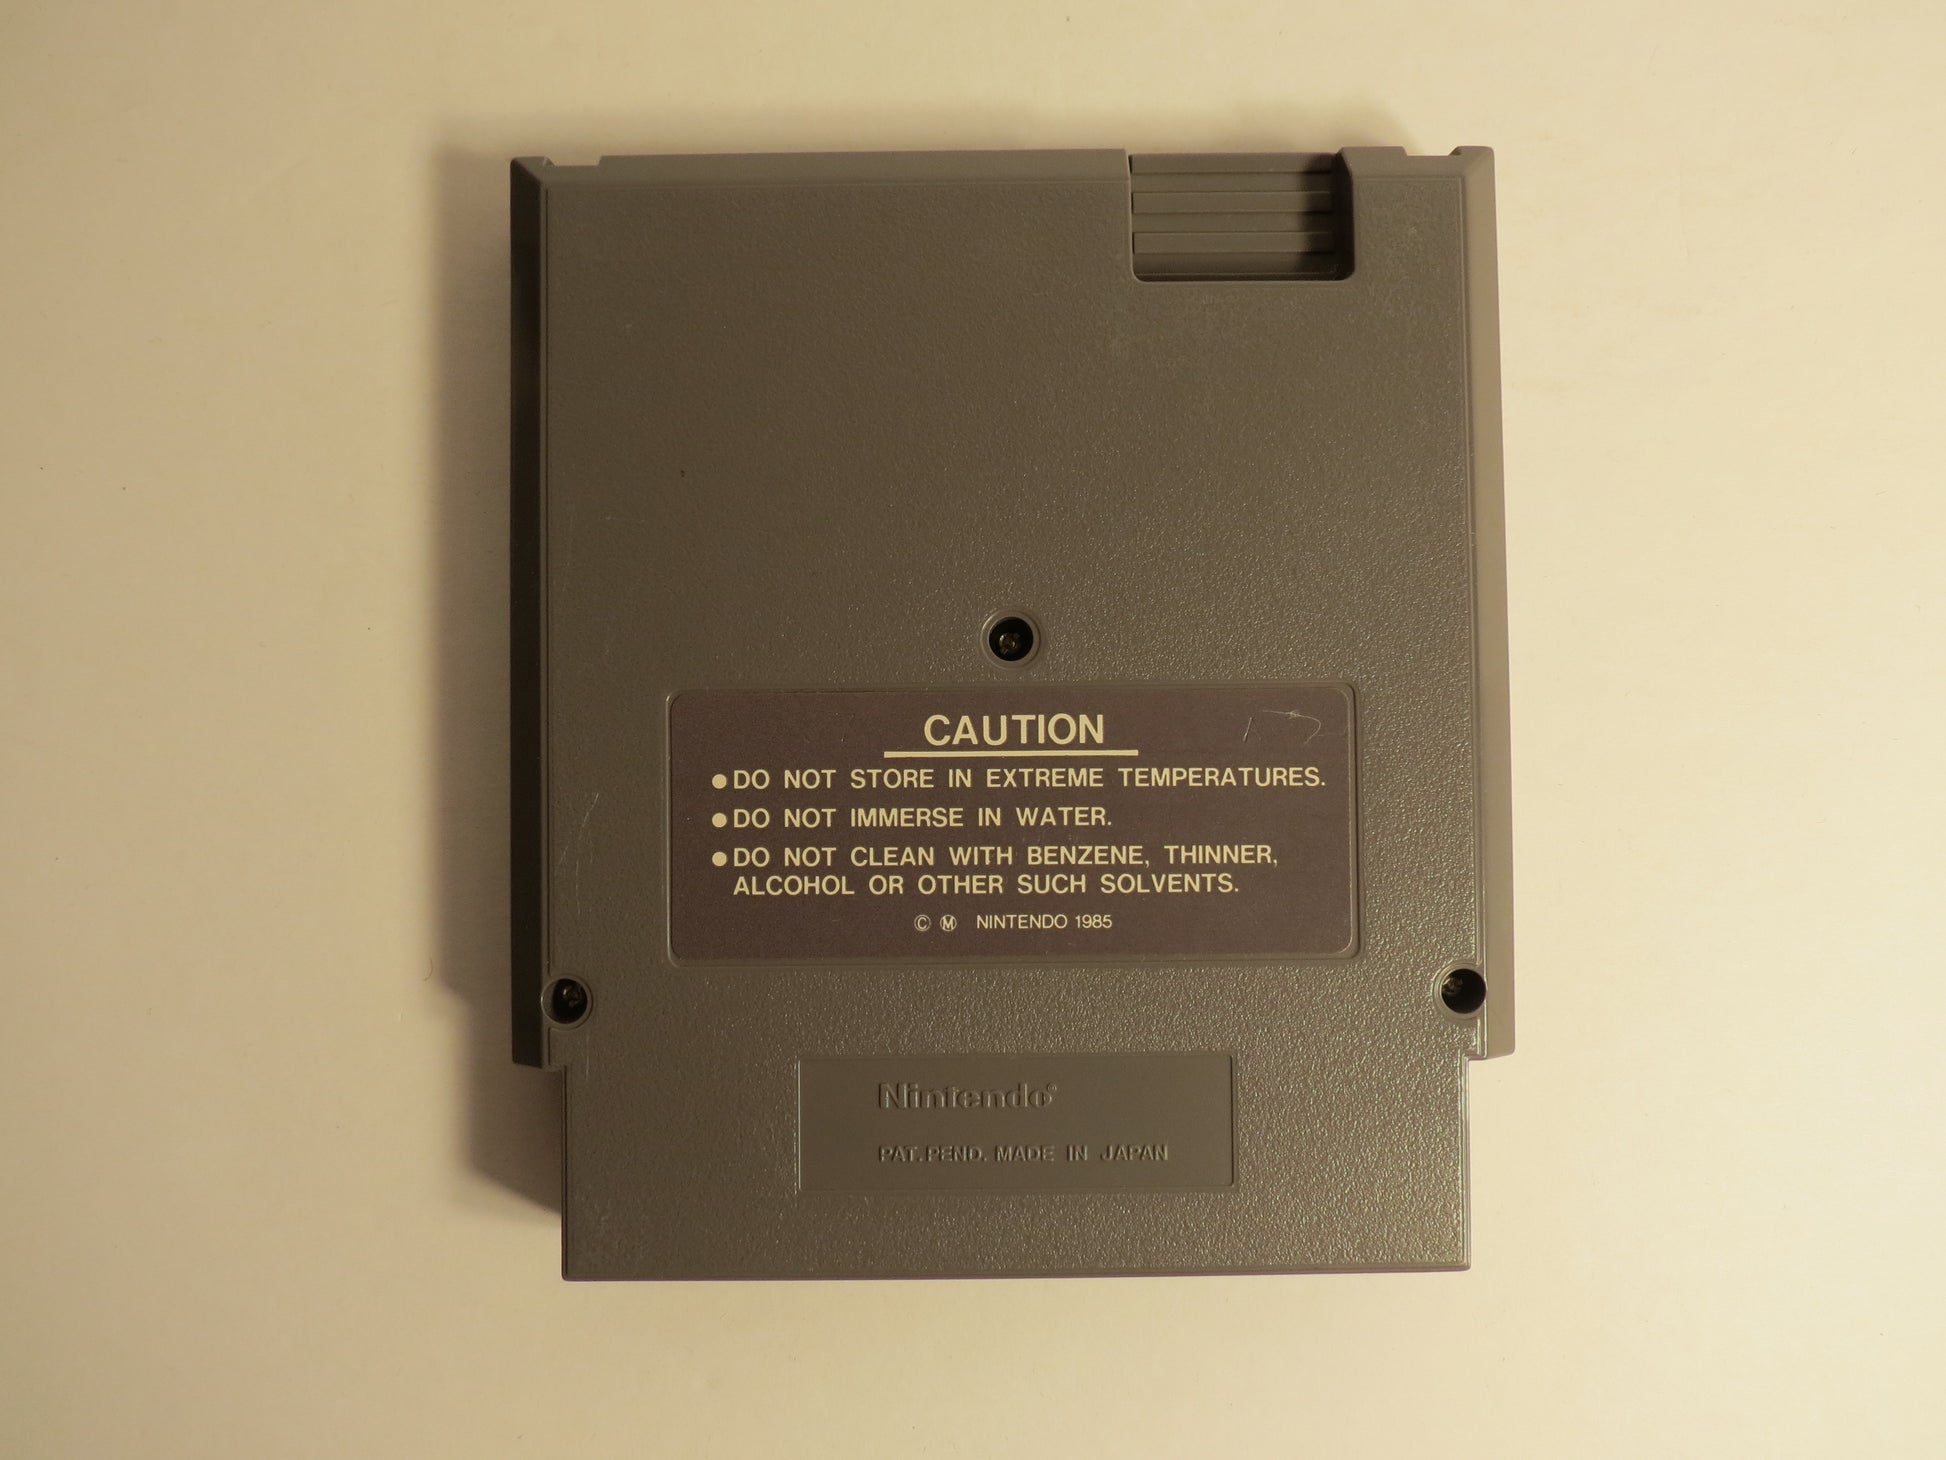 CAUTION
●DO NOT STORE IN EXTREME TEMPERATURES.
●DO NOT IMMERSE IN WATER.
●DO NOT CLEAN WITH BENZENE, THINNER,
ALCOHOL OR OTHER SUCH SOLVENTS.
© Ⓜ NINTENDO 1985
Nintendo®
PAT. PEND. MADE IN JAPAN